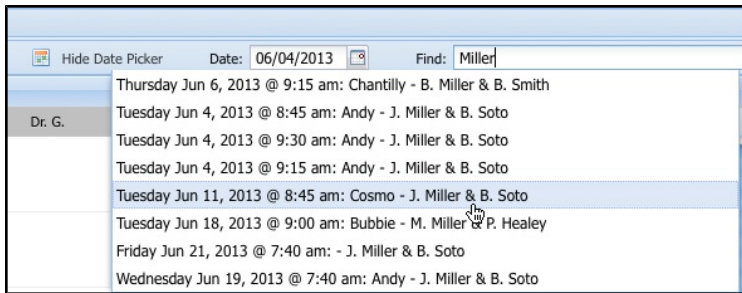 Hide Date Picker Date: 06/04/2013 Find: Miller
Thursday Jun 6, 2013 @ 9:15 am: Chantilly - B. Miller & B. Smith
Dr. G.
Tuesday Jun 4, 2013 @ 8:45 am: Andy - J. Miller & B. Soto
Tuesday Jun 4, 2013 @ 9:30 am: Andy - J. Miller & B. Soto
Tuesday Jun 4, 2013 @ 9:15 am: Andy - J. Miller & B. Soto
Tuesday Jun 11, 2013 @ 8:45 am: Cosmo - J. Miller & B. Soto
Tuesday Jun 18, 2013 @ 9:00 am: Bubbie - M. Miller & P. Healey
Friday Jun 21, 2013 @ 7:40 am: - J. Miller & B. Soto
Wednesday Jun 19, 2013 @ 7:40 am: Andy - J. Miller & B. Soto